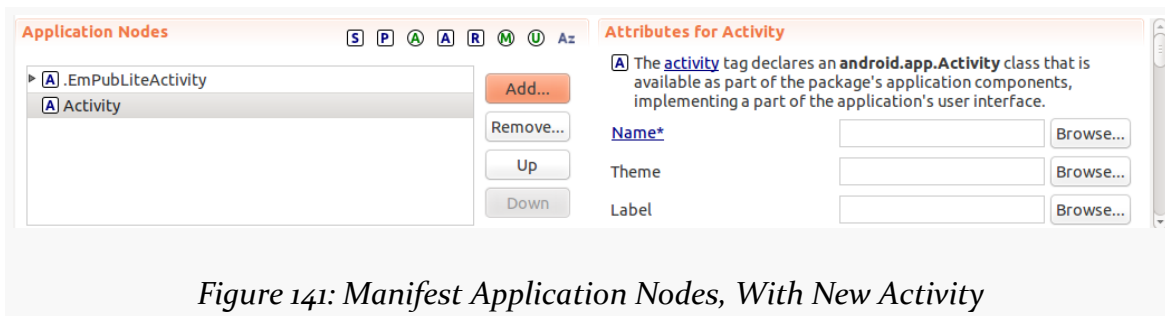 Application Nodes
S P A A R M U Az
.EmPubLiteActivity
A Activity
Add...
Remove...
Up
Down
Attributes for Activity
A The activity tag declares an android.app.Activity class that is
available as part of the package's application components,
implementing a part of the application's user interface.
Name* Browse...
Theme Browse...
Label Browse...
Figure 141: Manifest Application Nodes, With New Activity